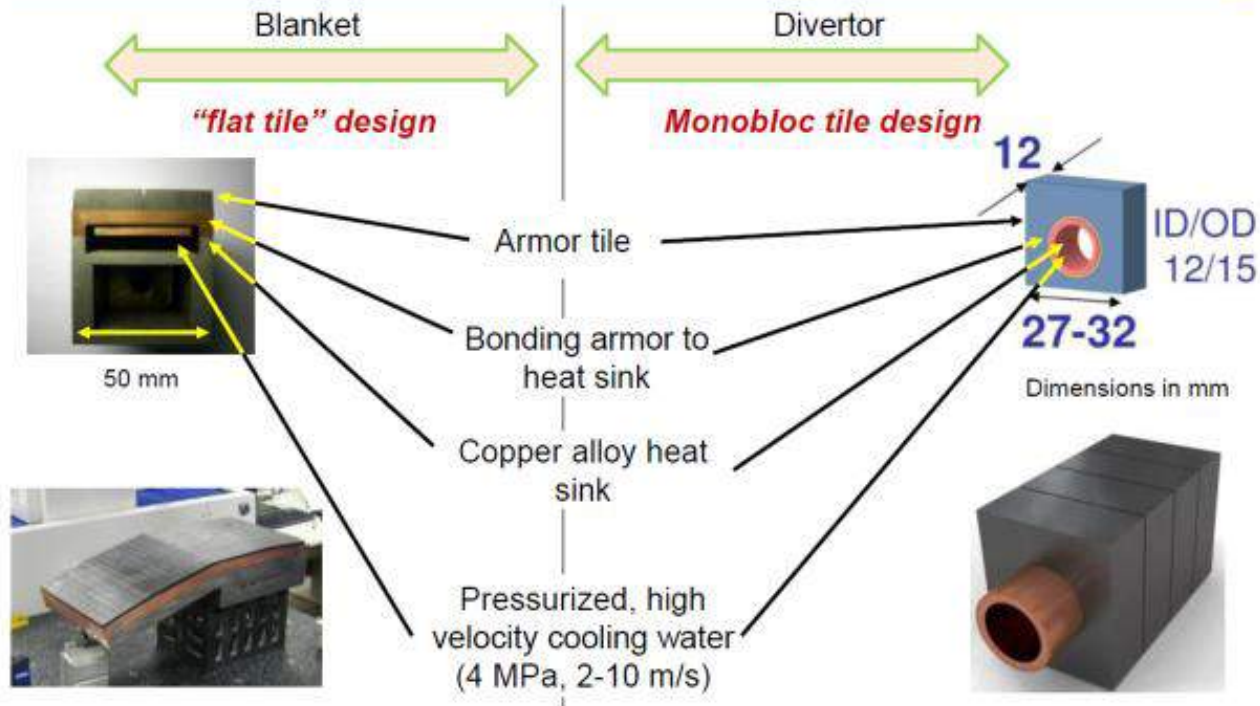 Blanket
Divertor
“flat tile” design
Monobloc tile design
12
ID/OD
12/15
27-32
Dimensions in mm
50 mm
Armor tile
Bonding armor to
heat sink
Copper alloy heat
sink
Pressurized, high
velocity cooling water
(4 MPa, 2-10 m/s)